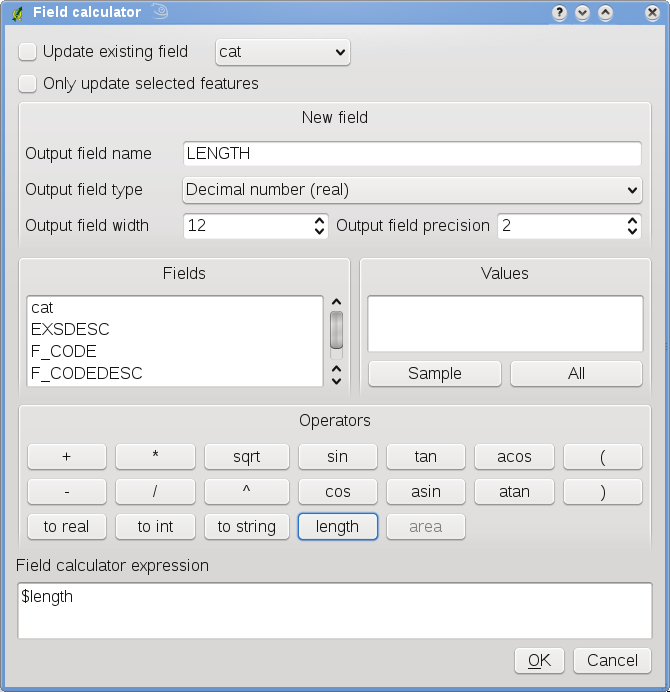 Field calculator
Update existing field cat
Only update selected features
New field
Output field name LENGTH
Output field type Decimal number (real)
Output field width 12 Output field precision 2
Fields
cat
EXSDESC
F_CODE
F_CODEDESC
Values
Sample All
Operators
+ * sqrt sin tan acos (
- / ^ cos asin atan )
to real to int to string length area
Field calculator expression
$length
OK Cancel